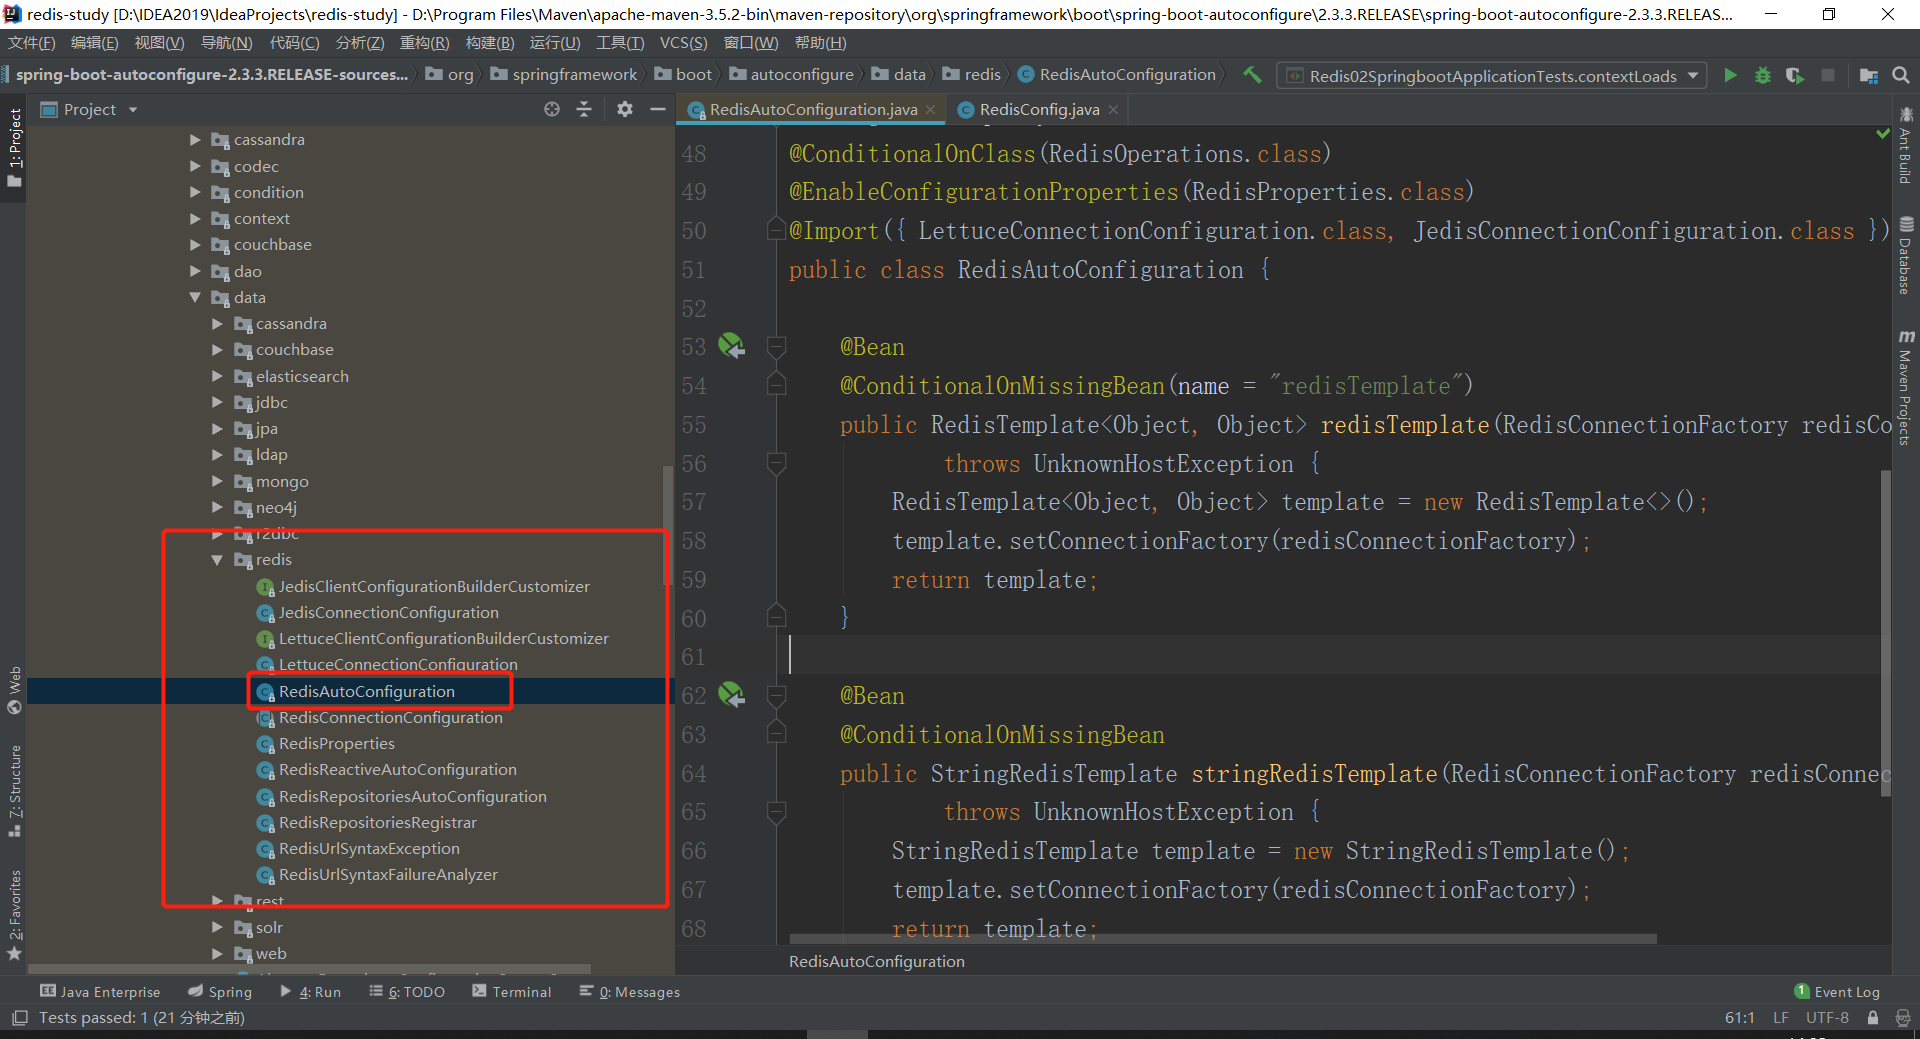 redis-study [D:\IDEA2019\IdeaProjects\redis-study] - D:\Program Files\Maven\apache-maven-3.5.2-bin\maven-repository\org\springframework\boot\spring-boot-autoconfigure\2.3.3.RELEASE\spring-boot-autoconfigure-2.3.3.RELEAS...
文件(F) 编辑(E) 视图(V) 导航(N) 代码(C) 分析(Z) 重构(R) 构建(B) 运行(U) 工具(T) VCS(S) 窗口(W) 帮助(H)
spring-boot-autoconfigure-2.3.3.RELEASE-sources... org springframework boot autoconfigure data redis RedisAutoConfiguration Redis02SpringbootApplicationTests.contextLoads
1: Project
Web
7: Structure
2: Favorites
Project
cassandra
codec
condition
context
couchbase
dao
data
cassandra
couchbase
elasticsearch
jdbc
jpa
ldap
mongo
neo4j
r2dbc
redis
JedisClientConfigurationBuilderCustomizer
JedisConnectionConfiguration
LettuceClientConfigurationBuilderCustomizer
LettuceConnectionConfiguration
RedisAutoConfiguration
RedisConnectionConfiguration
RedisProperties
RedisReactiveAutoConfiguration
RedisRepositoriesAutoConfiguration
RedisRepositoriesRegistrar
RedisUrlSyntaxException
RedisUrlSyntaxFailureAnalyzer
rest
solr
web
RedisAutoConfiguration.java RedisConfig.java
48 @ConditionalOnClass(RedisOperations.class)
49 @EnableConfigurationProperties(RedisProperties.class)
50 @Import({ LettuceConnectionConfiguration.class, JedisConnectionConfiguration.class })
51 public class RedisAutoConfiguration {
52
53 @Bean
54 @ConditionalOnMissingBean(name = "redisTemplate")
55 public RedisTemplate<Object, Object> redisTemplate(RedisConnectionFactory redisCo
56 throws UnknownHostException {
57 RedisTemplate<Object, Object> template = new RedisTemplate<>();
58 template.setConnectionFactory(redisConnectionFactory);
59 return template;
60 }
61
62 @Bean
63 @ConditionalOnMissingBean
64 public StringRedisTemplate stringRedisTemplate(RedisConnectionFactory redisConnec
65 throws UnknownHostException {
66 StringRedisTemplate template = new StringRedisTemplate();
67 template.setConnectionFactory(redisConnectionFactory);
68 return template;
RedisAutoConfiguration
Ant Build
Database
Maven Projects
Java Enterprise Spring 4: Run 6: TODO Terminal 0: Messages 1 Event Log
Tests passed: 1 (21 分钟之前) 61:1 LF UTF-8